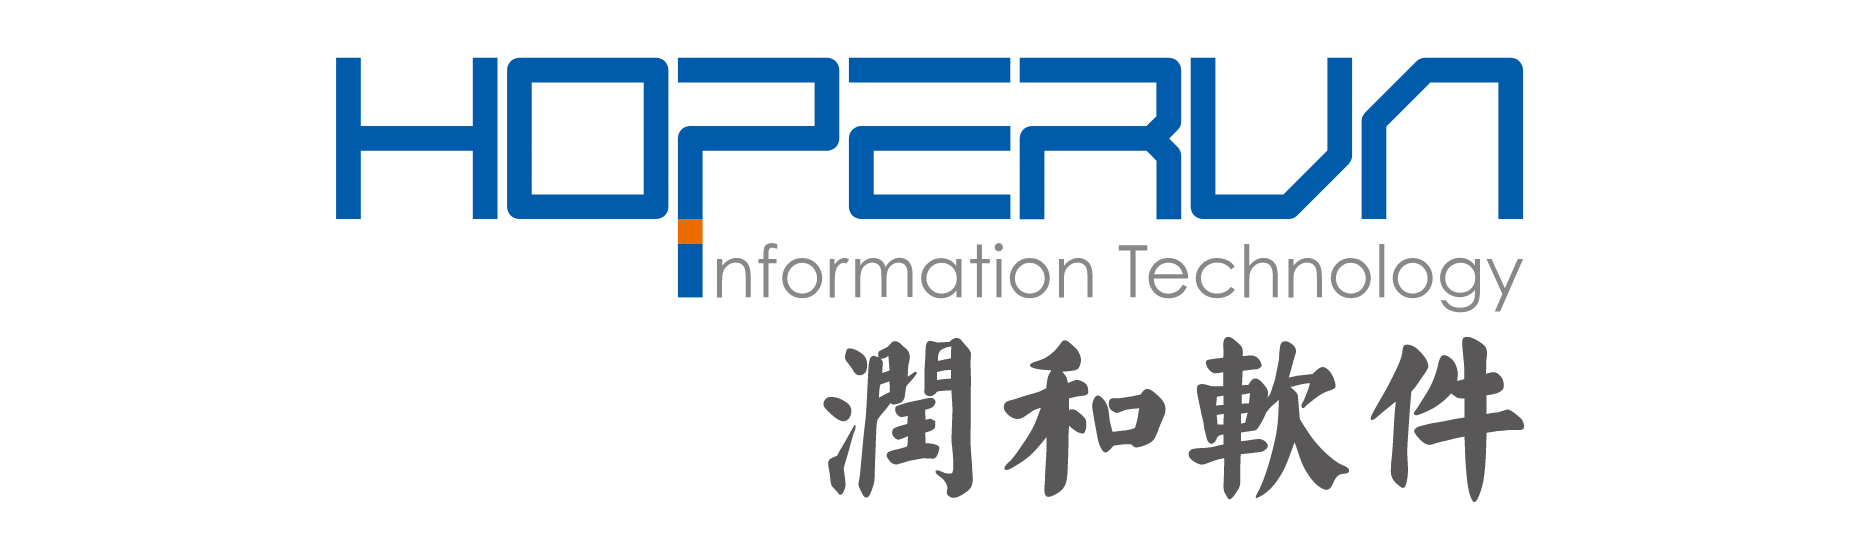 HOPERUN
information Technology
潤和軟件